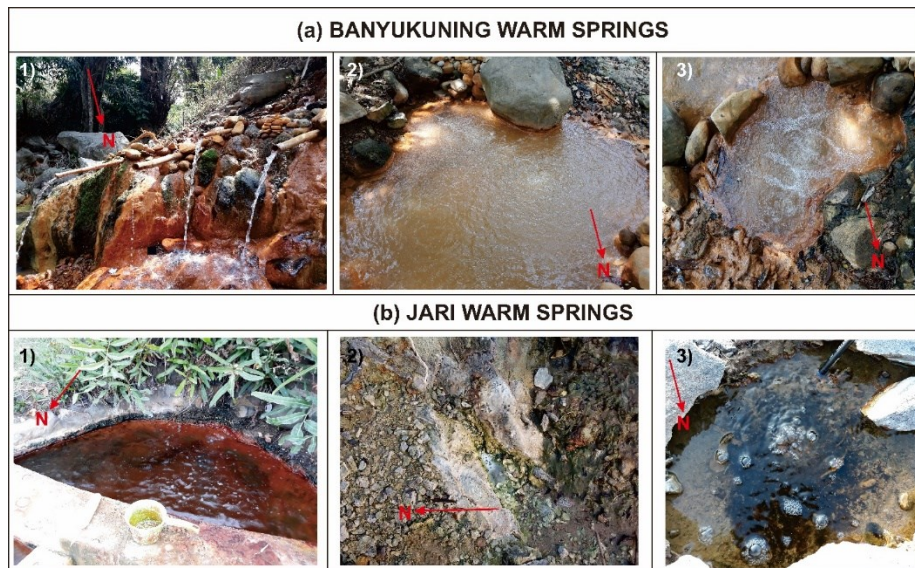 (a) BANYUKUNING WARM SPRINGS
1)
N
2)
N
3)
N
(b) JARI WARM SPRINGS
1)
N
2)
N
3)
N